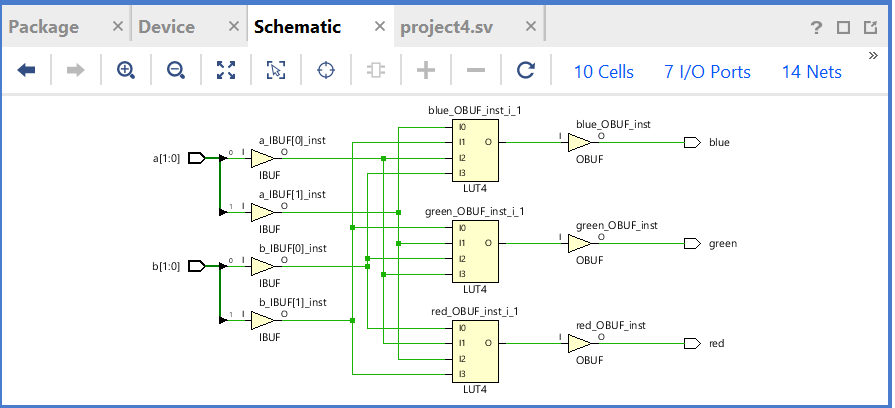 Package × Device × Schematic × project4.sv × ?
10 Cells 7 I/O Ports 14 Nets »
a[1:0]
0 I a_IBUF[0]_inst O
IBUF
1 I a_IBUF[1]_inst O
IBUF
b[1:0]
0 I b_IBUF[0]_inst O
IBUF
1 I b_IBUF[1]_inst O
IBUF
blue_OBUF_inst_i_1
I0
I1 O
I2
I3
LUT4
blue_OBUF_inst
I O
OBUF
blue
green_OBUF_inst_i_1
I0
I1 O
I2
I3
LUT4
green_OBUF_inst
I O
OBUF
green
red_OBUF_inst_i_1
I0
I1 O
I2
I3
LUT4
red_OBUF_inst
I O
OBUF
red